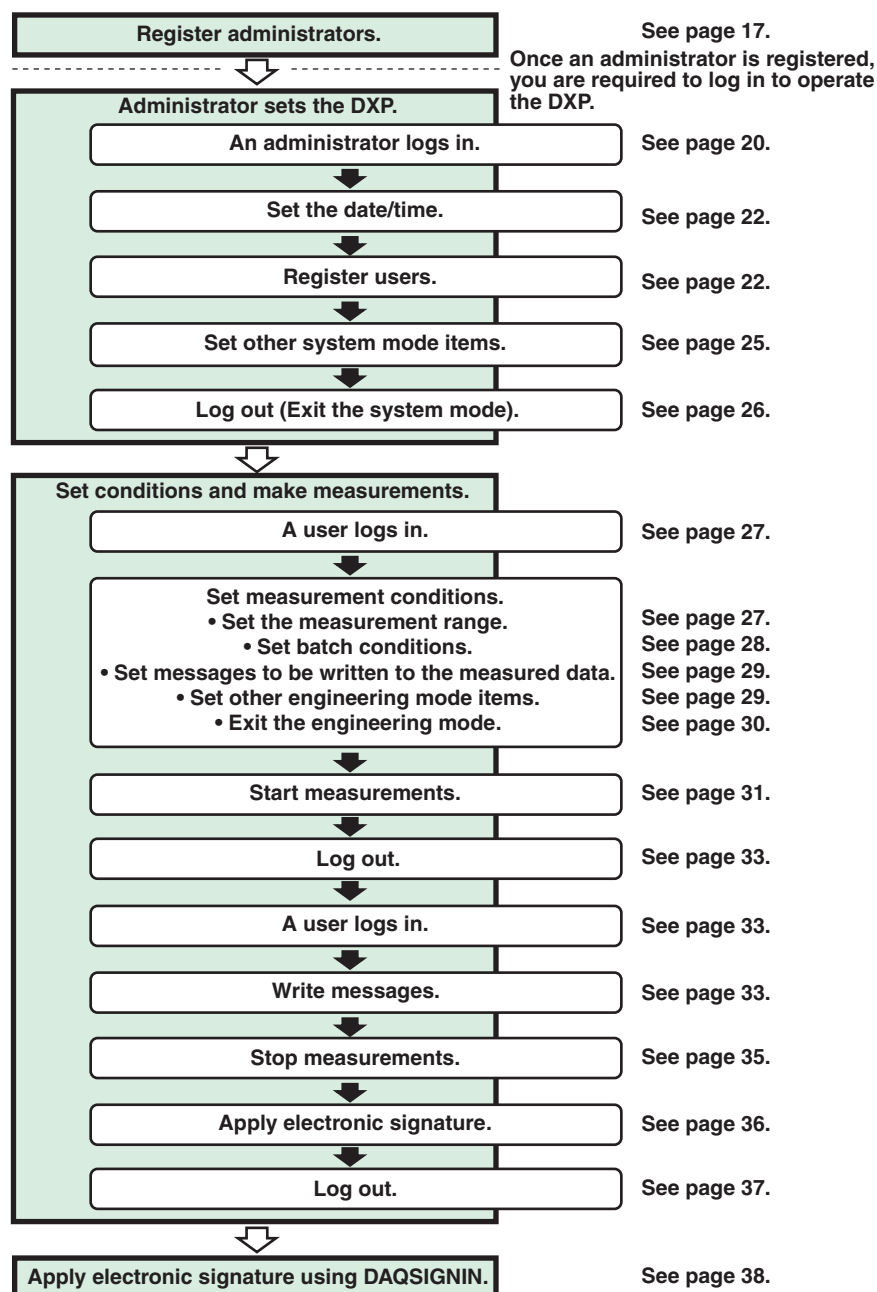 Register administrators.
See page 17.
Once an administrator is registered,
you are required to log in to operate
the DXP.
Administrator sets the DXP.
An administrator logs in.
See page 20.
Set the date/time.
See page 22.
Register users.
See page 22.
Set other system mode items.
See page 25.
Log out (Exit the system mode).
See page 26.
Set conditions and make measurements.
A user logs in.
See page 27.
Set measurement conditions.
• Set the measurement range.
See page 27.
• Set batch conditions.
See page 28.
• Set messages to be written to the measured data.
See page 29.
• Set other engineering mode items.
See page 29.
• Exit the engineering mode.
See page 30.
Start measurements.
See page 31.
Log out.
See page 33.
A user logs in.
See page 33.
Write messages.
See page 33.
Stop measurements.
See page 35.
Apply electronic signature.
See page 36.
Log out.
See page 37.
Apply electronic signature using DAQSIGNIN.
See page 38.